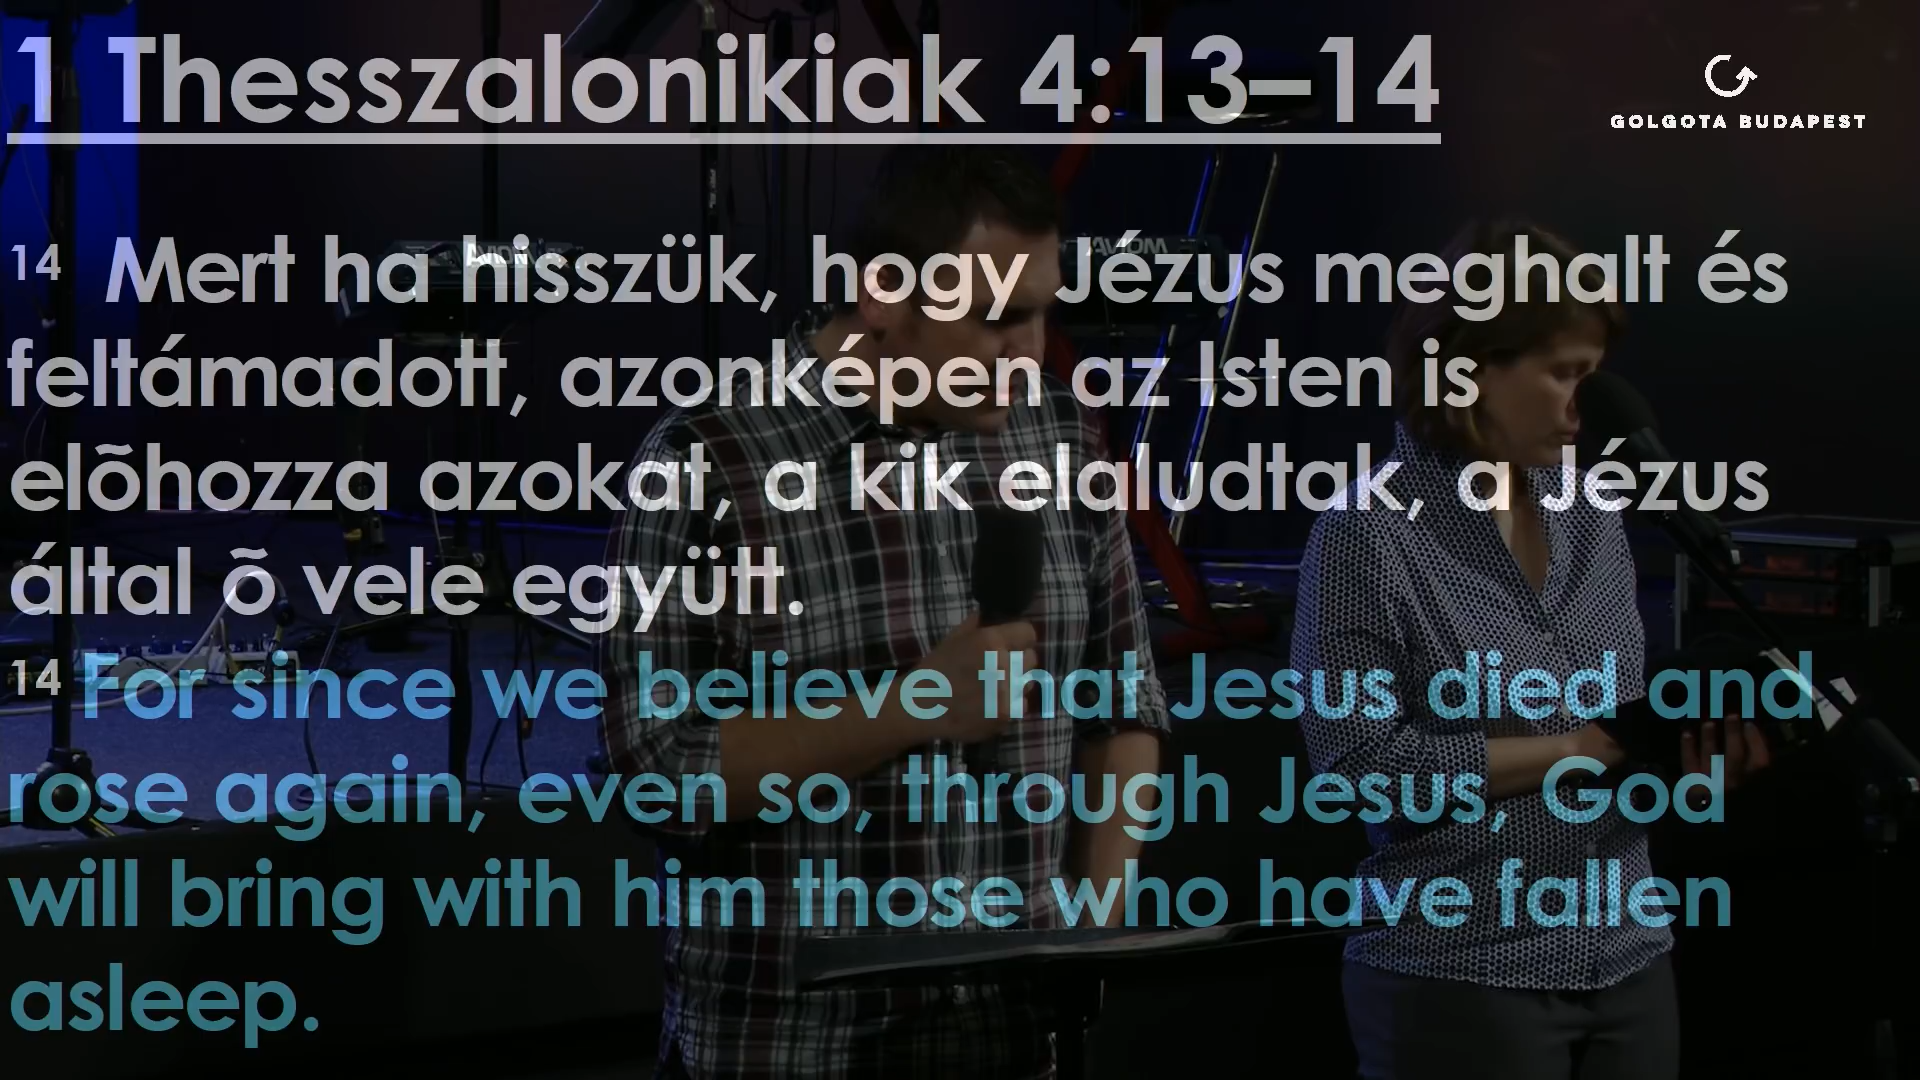 1 Thesszalonikiak 4:13–14
GOLGOTA BUDAPEST
14 Mert ha hisszük, hogy Jézus meghalt és
feltámadott, azonképen az Isten is
elõhozza azokat, a kik elaludtak, a Jézus
által õ vele együtt.
14 For since we believe that Jesus died and
rose again, even so, through Jesus, God
will bring with him those who have fallen
asleep.
AVIOM
AVIOM